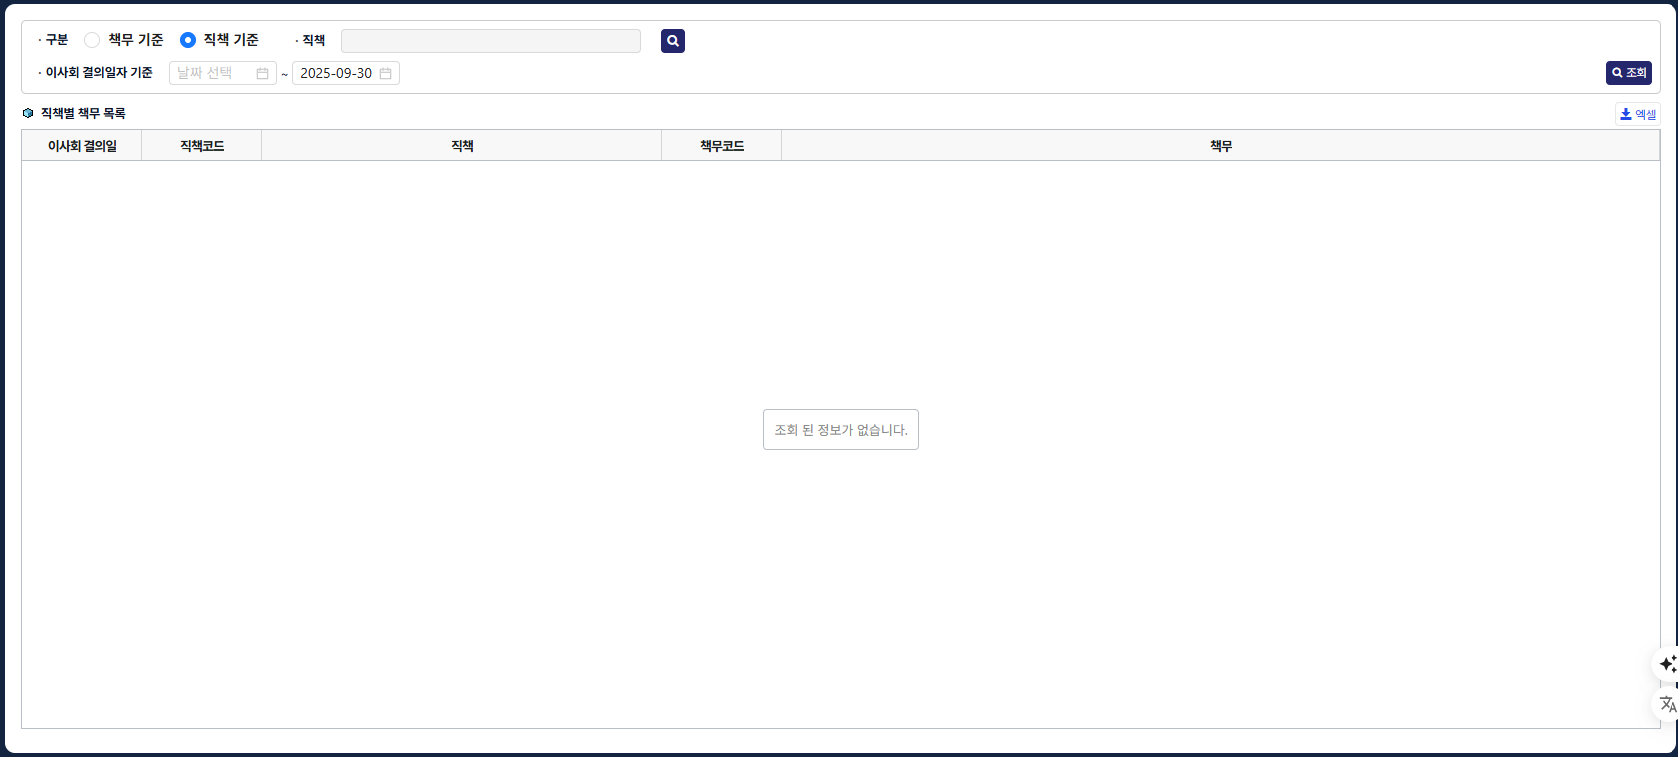 · 구분 책무 기준 직책 기준 · 직책
· 이사회 결의일자 기준 날짜 선택 ~ 2025-09-30 조회
직책별 책무 목록 엑셀
이사회 결의일 직책코드 직책 책무코드 책무
조회 된 정보가 없습니다.